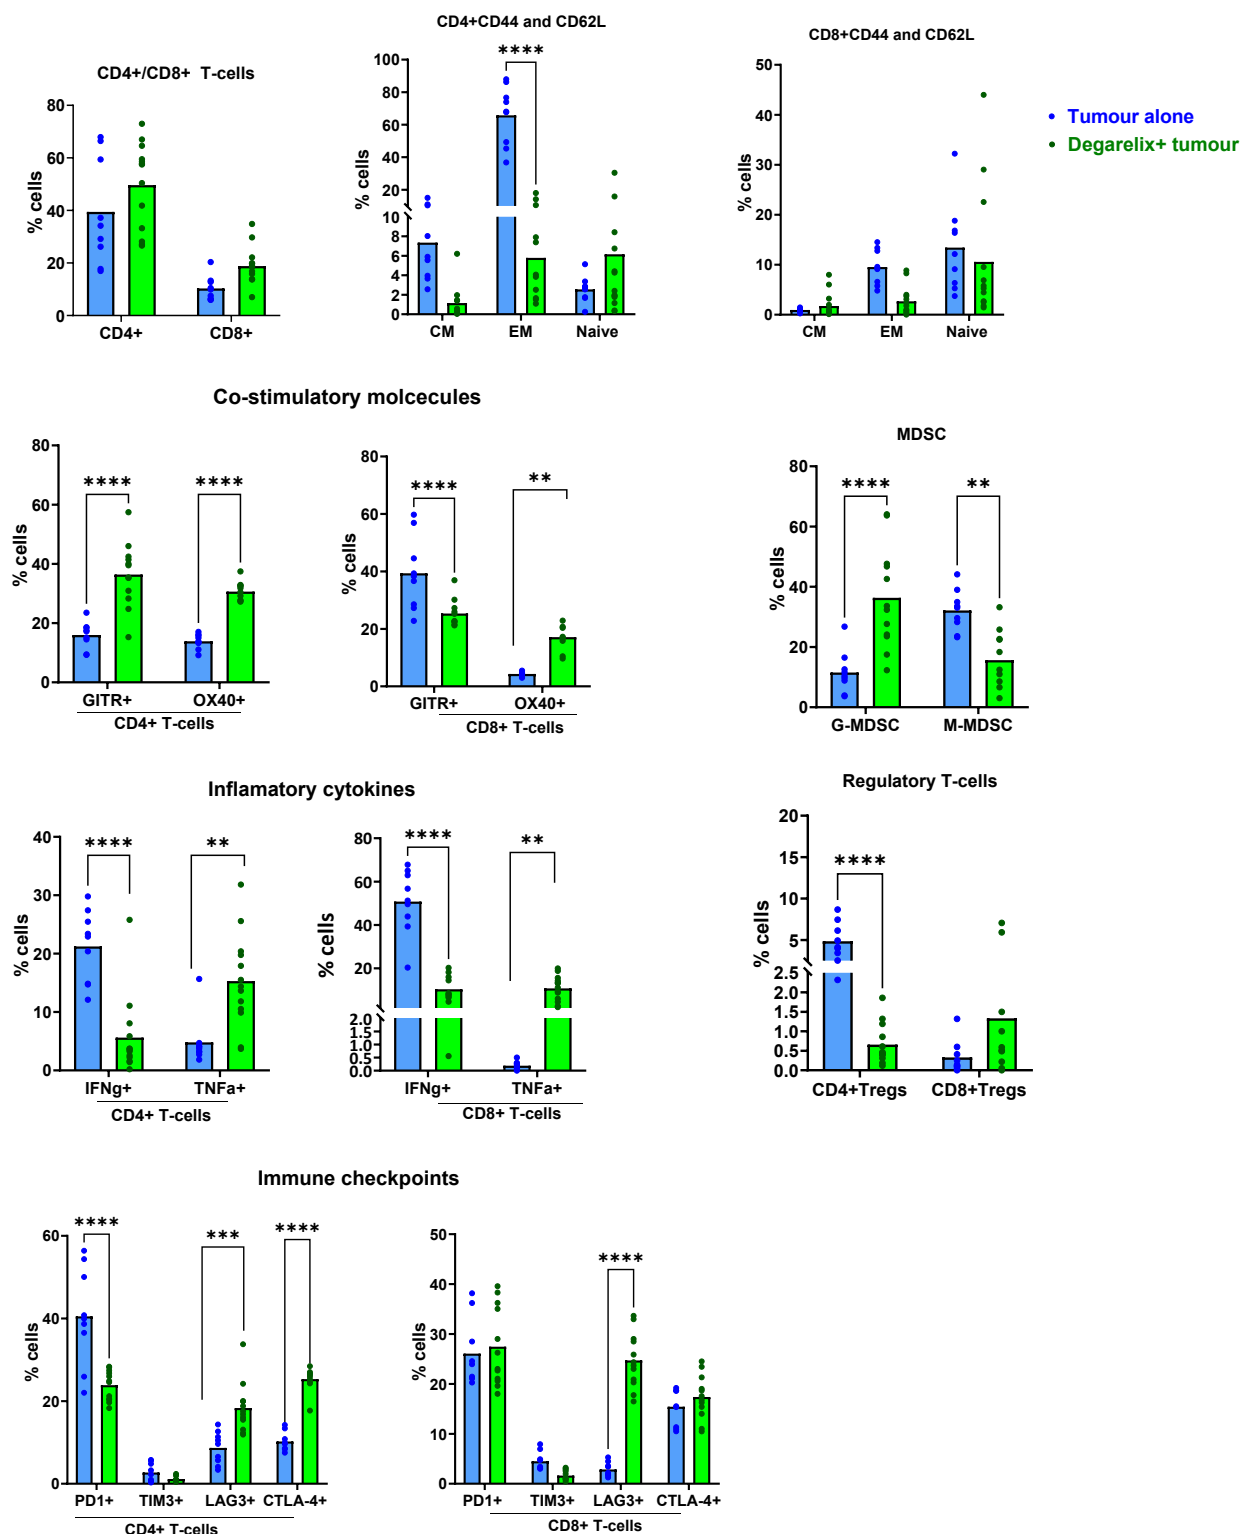 CD4+CD44 and CD62L
CD8+CD44 and CD62L
CD4+/CD8+ T-cells
Tumour alone
Degarelix+ tumour
% cells
80
60
40
20
0
CD4+
CD8+
% cells
****
100
80
60
40
20
10
8
6
4
2
0
CM
EM
Naive
% cells
50
40
30
20
10
0
CM
EM
Naive
Co-stimulatory molcecules
MDSC
% cells
80
60
40
20
0
****
****
GITR+
OX40+
CD4+ T-cells
% cells
80
60
40
20
0
****
**
GITR+
OX40+
CD8+ T-cells
% cells
80
60
40
20
0
****
**
G-MDSC
M-MDSC
Inflamatory cytokines
Regulatory T-cells
% cells
40
30
20
10
0
****
**
IFNg+
TNFa+
CD4+ T-cells
% cells
80
60
40
20
2.0
1.5
1.0
0.5
0.0
****
**
IFNg+
TNFa+
CD8+ T-cells
% cells
20
15
10
5
2.5
2.0
1.5
1.0
0.5
0.0
****
CD4+Tregs
CD8+Tregs
Immune checkpoints
% cells
60
40
20
0
****
***
****
PD1+
TIM3+
LAG3+
CTLA-4+
CD4+ T-cells
% cells
50
40
30
20
10
0
****
PD1+
TIM3+
LAG3+
CTLA-4+
CD8+ T-cells